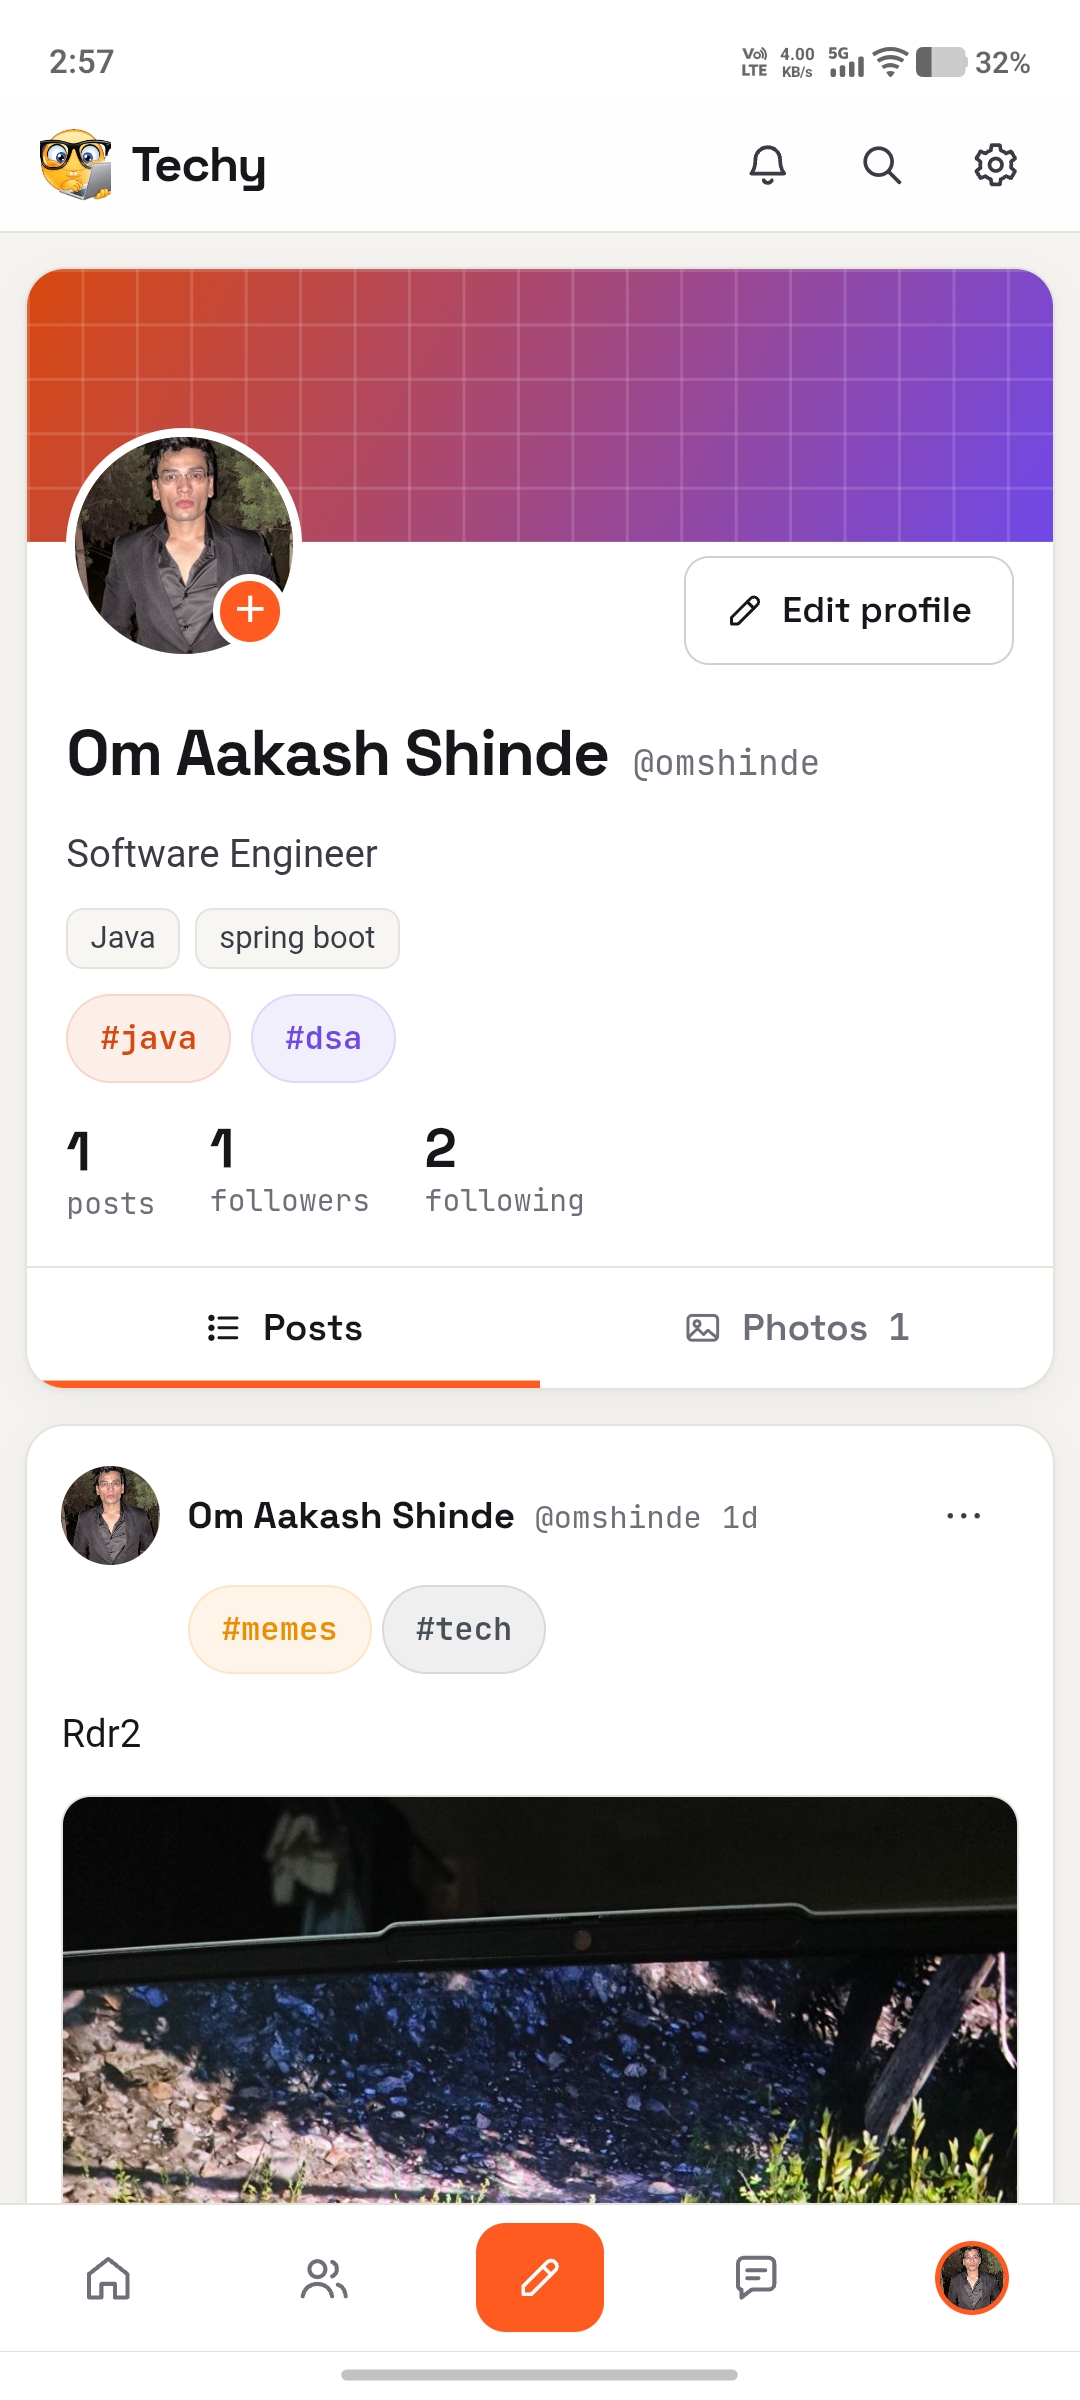 2:57
Vo)) LTE 4.00 KB/s 5G 32%
Techy
Edit profile
Om Aakash Shinde @omshinde
Software Engineer
Java spring boot
#java #dsa
1 1 2
posts followers following
Posts Photos 1
Om Aakash Shinde @omshinde 1d
#memes #tech
Rdr2